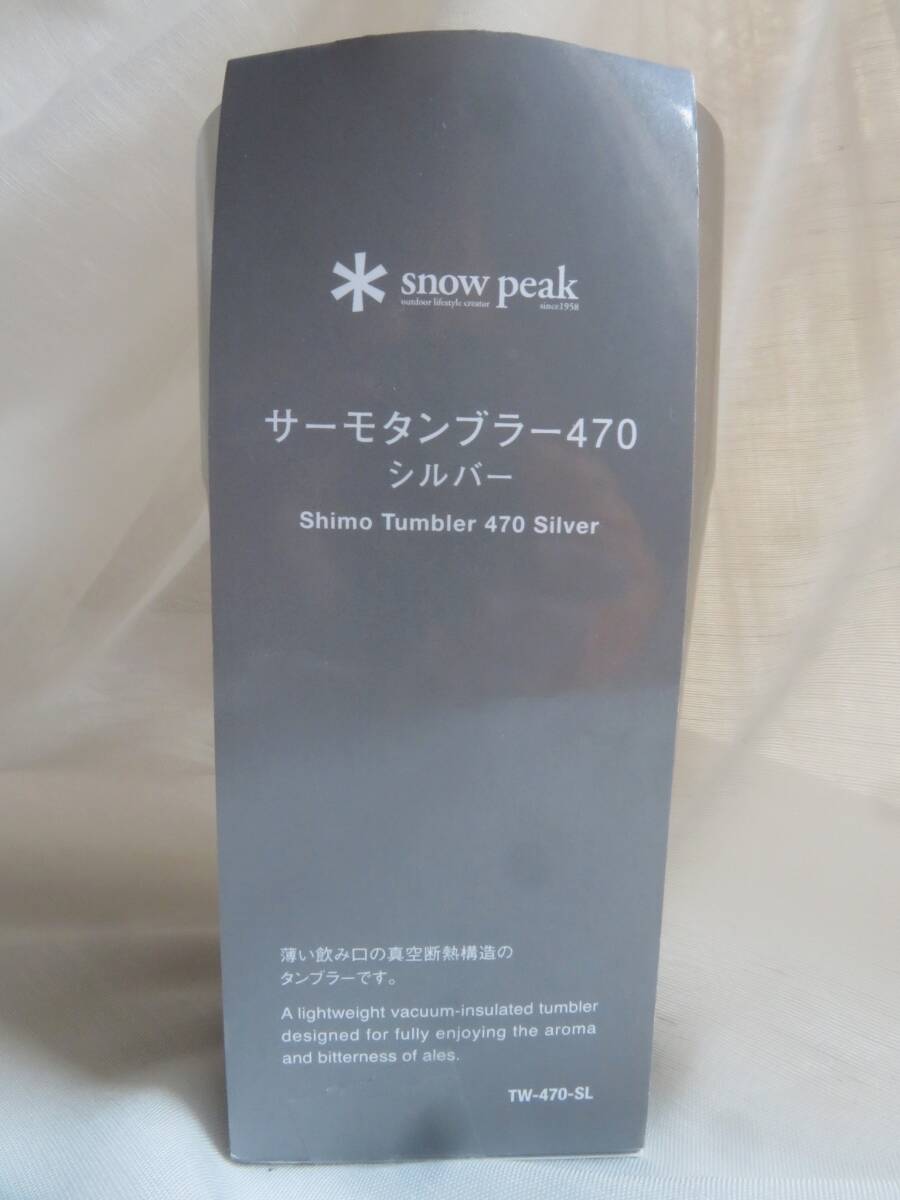 snow peak
outdoor lifestyle creator since1958
サーモタンブラー470
シルバー
Shimo Tumbler 470 Silver
薄い飲み口の真空断熱構造の
タンブラーです。
A lightweight vacuum-insulated tumbler
designed for fully enjoying the aroma
and bitterness of ales.
TW-470-SL